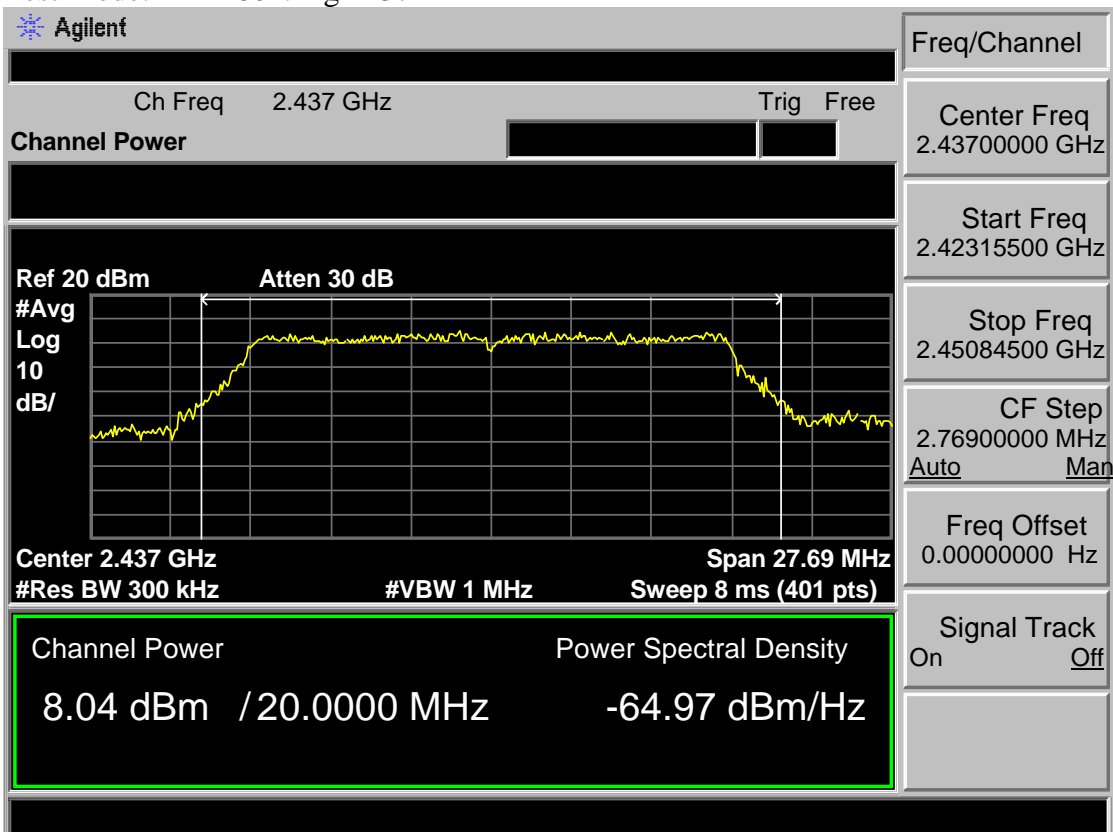 Agilent
Ch Freq 2.437 GHz Trig Free
Channel Power
Ref 20 dBm Atten 30 dB
#Avg
Log
10
dB/
Center 2.437 GHz Span 27.69 MHz
#Res BW 300 kHz #VBW 1 MHz Sweep 8 ms (401 pts)
Channel Power Power Spectral Density
8.04 dBm / 20.0000 MHz -64.97 dBm/Hz
Freq/Channel
Center Freq
2.43700000 GHz
Start Freq
2.42315500 GHz
Stop Freq
2.45084500 GHz
CF Step
2.76900000 MHz
Auto Man
Freq Offset
0.00000000 Hz
Signal Track
On Off